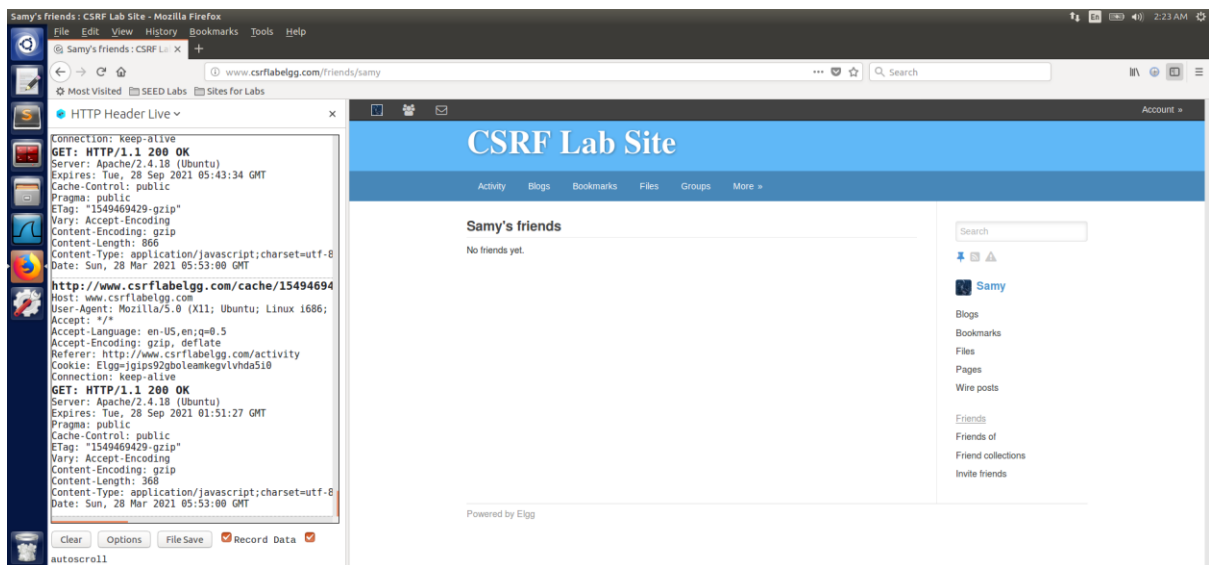 Samy's friends : CSRF Lab Site - Mozilla Firefox
En 2:23 AM
File Edit View History Bookmarks Tools Help
Samy's friends : CSRF La × +
www.csrflabelgg.com/friends/samy
Search
Most Visited SEED Labs Sites for Labs
HTTP Header Live
Connection: keep-alive
GET: HTTP/1.1 200 OK
Server: Apache/2.4.18 (Ubuntu)
Expires: Tue, 28 Sep 2021 05:43:34 GMT
Cache-Control: public
Pragma: public
ETag: "1549469429-gzip"
Vary: Accept-Encoding
Content-Encoding: gzip
Content-Length: 866
Content-Type: application/javascript;charset=utf-8
Date: Sun, 28 Mar 2021 05:53:00 GMT
http://www.csrflabelgg.com/cache/15494694
Host: www.csrflabelgg.com
User-Agent: Mozilla/5.0 (X11; Ubuntu; Linux i686;
Accept: */*
Accept-Language: en-US,en;q=0.5
Accept-Encoding: gzip, deflate
Referer: http://www.csrflabelgg.com/activity
Cookie: Elgg=jgips92gboleamkegvlvhda5i0
Connection: keep-alive
GET: HTTP/1.1 200 OK
Server: Apache/2.4.18 (Ubuntu)
Expires: Tue, 28 Sep 2021 01:51:27 GMT
Pragma: public
Cache-Control: public
ETag: "1549469429-gzip"
Vary: Accept-Encoding
Content-Encoding: gzip
Content-Length: 368
Content-Type: application/javascript;charset=utf-8
Date: Sun, 28 Mar 2021 05:53:00 GMT
Clear Options File Save Record Data
autoscroll
Account »
CSRF Lab Site
Activity Blogs Bookmarks Files Groups More »
Samy's friends
No friends yet.
Search
Samy
Blogs
Bookmarks
Files
Pages
Wire posts
Friends
Friends of
Friend collections
Invite friends
Powered by Elgg